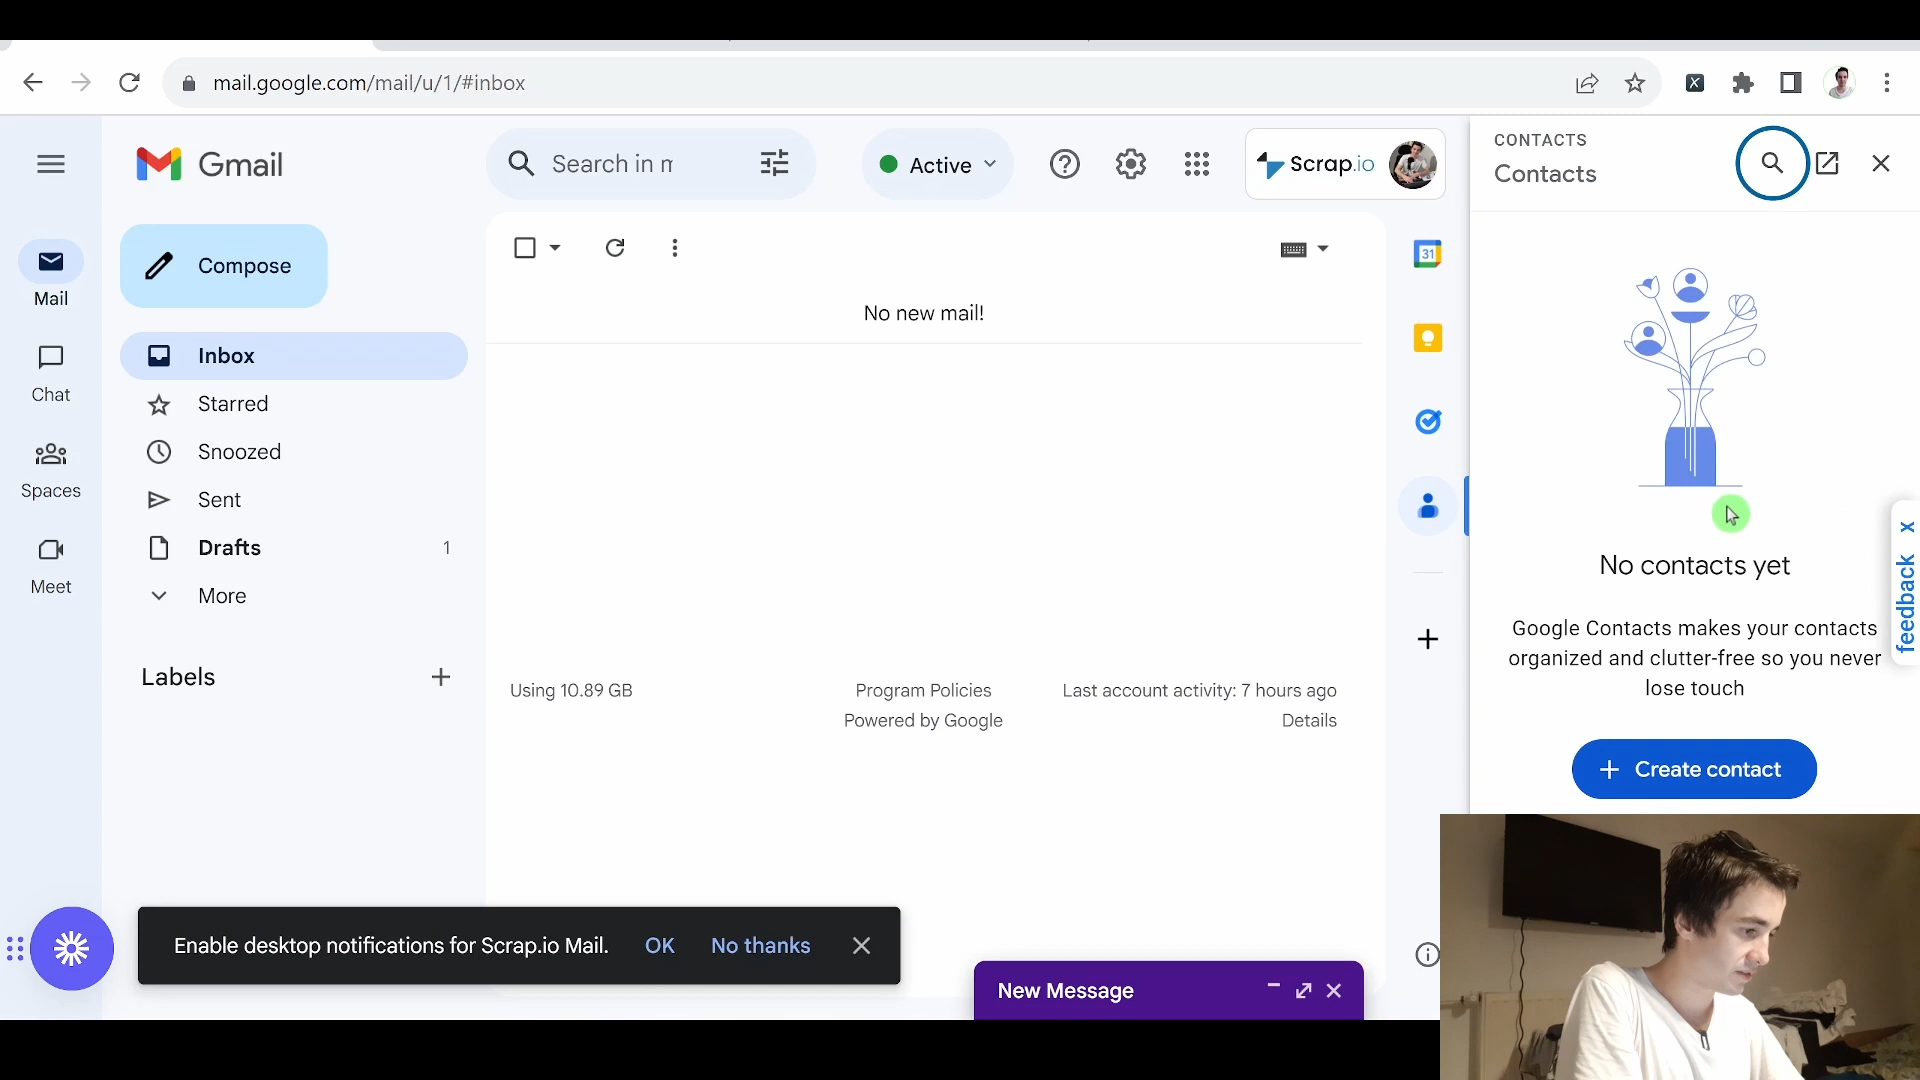 mail.google.com/mail/u/1/#inbox
Gmail
Search in m
Active
Scrap.io
CONTACTS
Contacts
Compose
Mail
Chat
Spaces
Meet
Inbox
Starred
Snoozed
Sent
Drafts 1
More
Labels
No new mail!
31
Using 10.89 GB
Program Policies
Powered by Google
Last account activity: 7 hours ago
Details
No contacts yet
Google Contacts makes your contacts
organized and clutter-free so you never
lose touch
Create contact
feedback x
Enable desktop notifications for Scrap.io Mail. OK No thanks
New Message